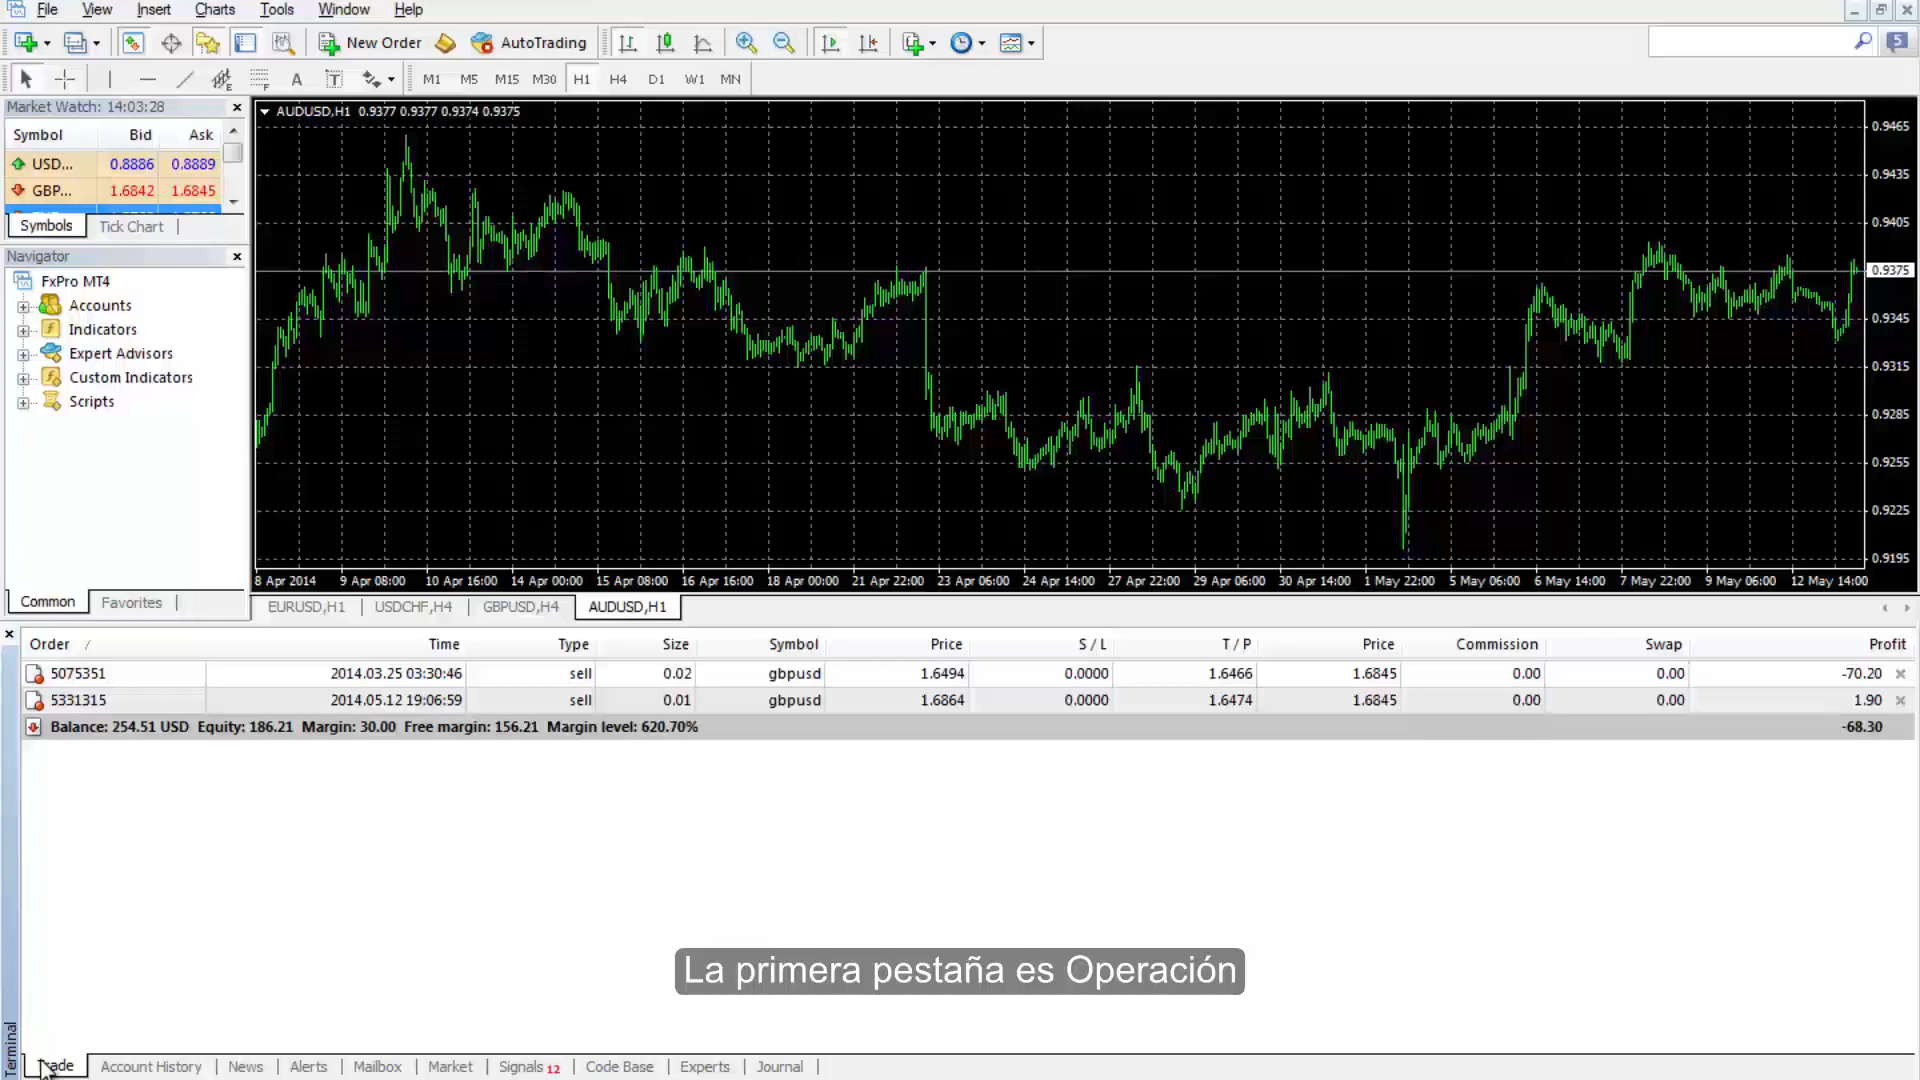 File View Insert Charts Tools Window Help
New Order AutoTrading 5
A T M1 M5 M15 M30 H1 H4 D1 W1 MN
Market Watch: 14:03:28
Symbol Bid Ask
USD... 0.8886 0.8889
GBP... 1.6842 1.6845
Symbols Tick Chart
Navigator
FxPro MT4
Accounts
Indicators
Expert Advisors
Custom Indicators
Scripts
Common Favorites
AUDUSD,H1 0.9377 0.9377 0.9374 0.9375
0.9465
0.9435
0.9405
0.9375
0.9345
0.9315
0.9285
0.9255
0.9225
0.9195
8 Apr 2014 9 Apr 08:00 10 Apr 16:00 14 Apr 00:00 15 Apr 08:00 16 Apr 16:00 18 Apr 00:00 21 Apr 22:00 23 Apr 06:00 24 Apr 14:00 27 Apr 22:00 29 Apr 06:00 30 Apr 14:00 1 May 22:00 5 May 06:00 6 May 14:00 7 May 22:00 9 May 06:00 12 May 14:00
EURUSD,H1 USDCHF,H4 GBPUSD,H4 AUDUSD,H1
Order / Time Type Size Symbol Price S / L T / P Price Commission Swap Profit
5075351 2014.03.25 03:30:46 sell 0.02 gbpusd 1.6494 0.0000 1.6466 1.6845 0.00 0.00 -70.20
5331315 2014.05.12 19:06:59 sell 0.01 gbpusd 1.6864 0.0000 1.6474 1.6845 0.00 0.00 1.90
Balance: 254.51 USD Equity: 186.21 Margin: 30.00 Free margin: 156.21 Margin level: 620.70% -68.30
La primera pestaña es Operación
Terminal
Account History News Alerts Mailbox Market Signals 12 Code Base Experts Journal